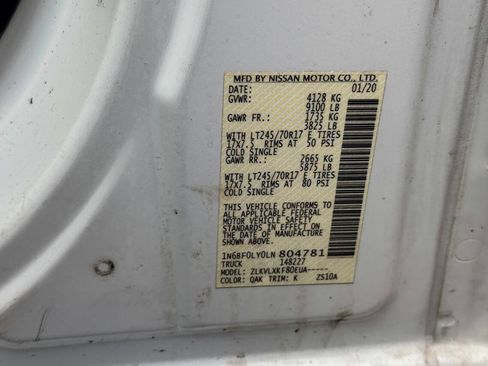 MFD BY NISSAN MOTOR CO., LTD.
DATE: 01/20
GVWR: 4128 KG
9100 LB
GAWR FR.: 1735 KG
3825 LB
WITH LT245/70R17 E TIRES
17X7.5 RIMS AT 50 PSI
COLD SINGLE
GAWR RR.: 2665 KG
5875 LB
WITH LT245/70R17 E TIRES
17X7.5 RIMS AT 80 PSI
COLD SINGLE
THIS VEHICLE CONFORMS TO
ALL APPLICABLE FEDERAL
MOTOR VEHICLE SAFETY
STANDARDS IN EFFECT ON
THE DATE OF MANUFACTURE
SHOWN ABOVE.
1N6BF0LY0LN804781
TRUCK 148227
MODEL: ZLKVLXKF80EUA-----
COLOR: QAK TRIM: K ZS10A